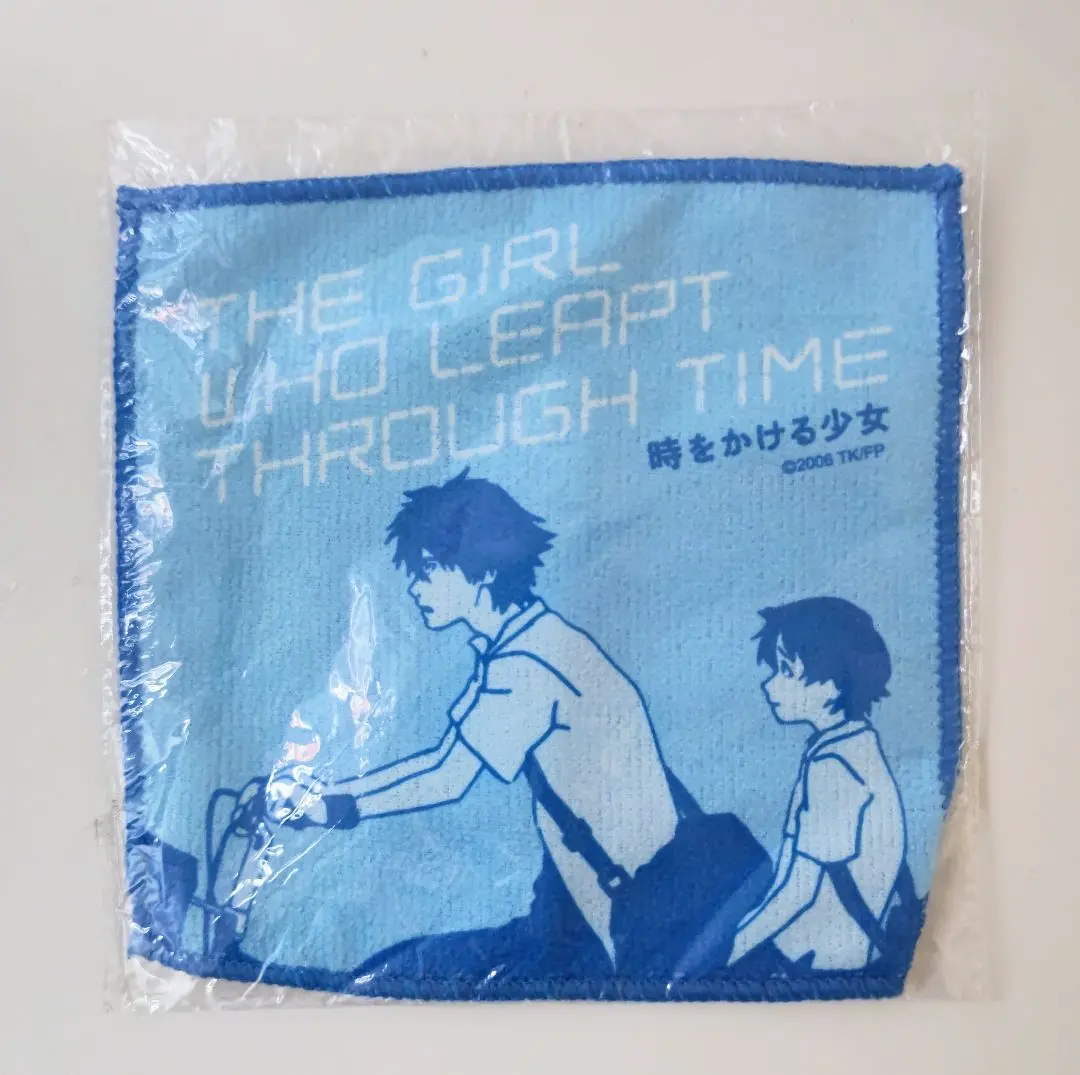 THE GIRL
WHO LEAPT
THROUGH TIME
時をかける少女
©2006 TK/FP